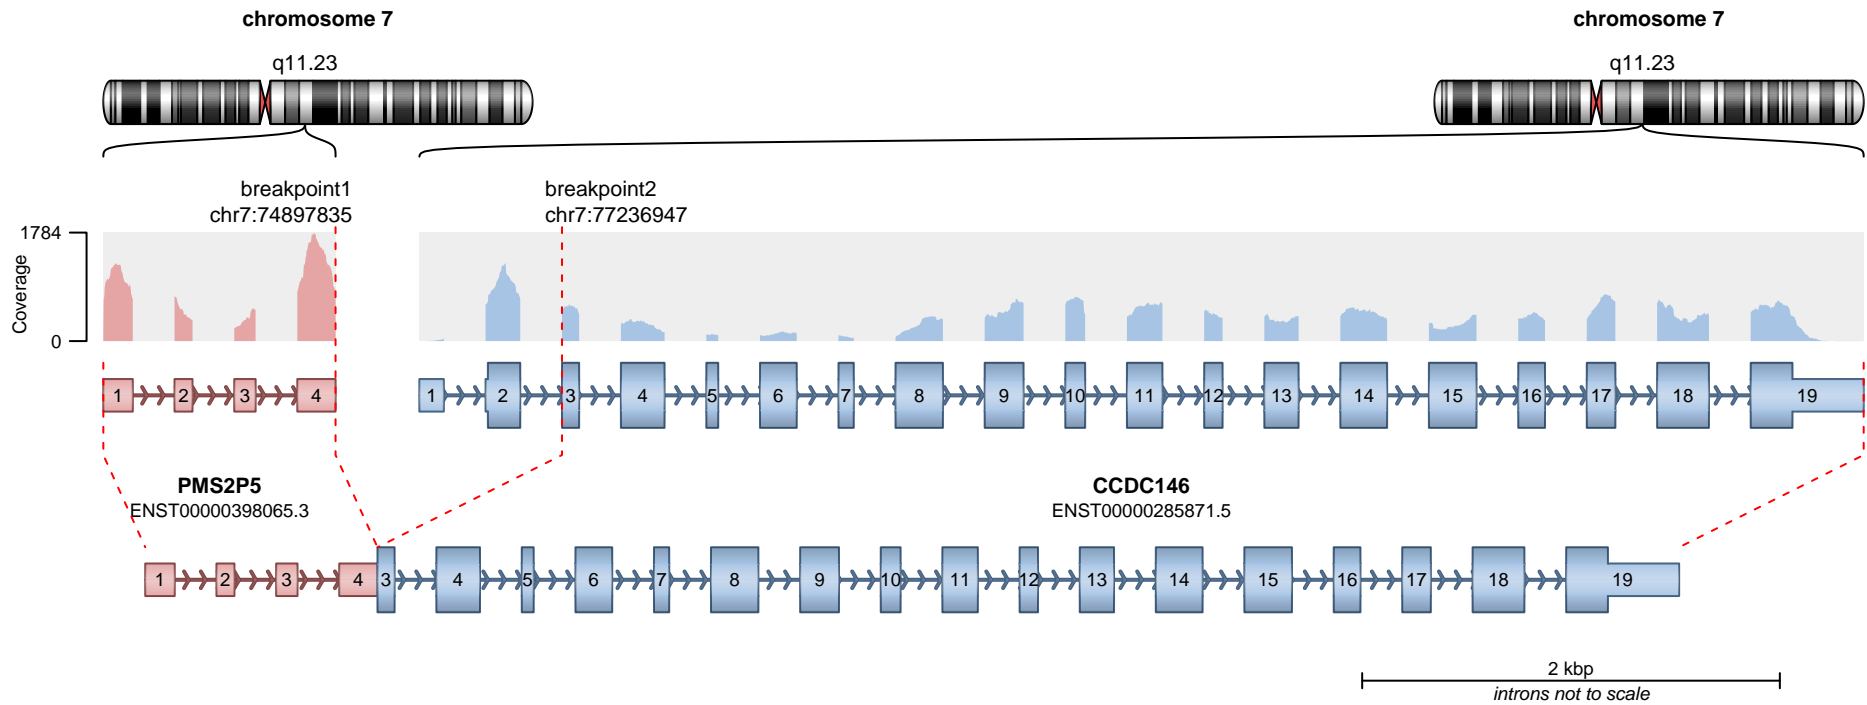 chromosome 7
chromosome 7
q11.23
q11.23
breakpoint1
chr7:74897835
breakpoint2
chr7:77236947
1784
Coverage
0
1 2 3 4
1 2 3 4 5 6 7 8 9 10 11 12 13 14 15 16 17 18 19
PMS2P5
ENST00000398065.3
CCDC146
ENST00000285871.5
1 2 3 4 3 4 5 6 7 8 9 10 11 12 13 14 15 16 17 18 19
2 kbp
introns not to scale